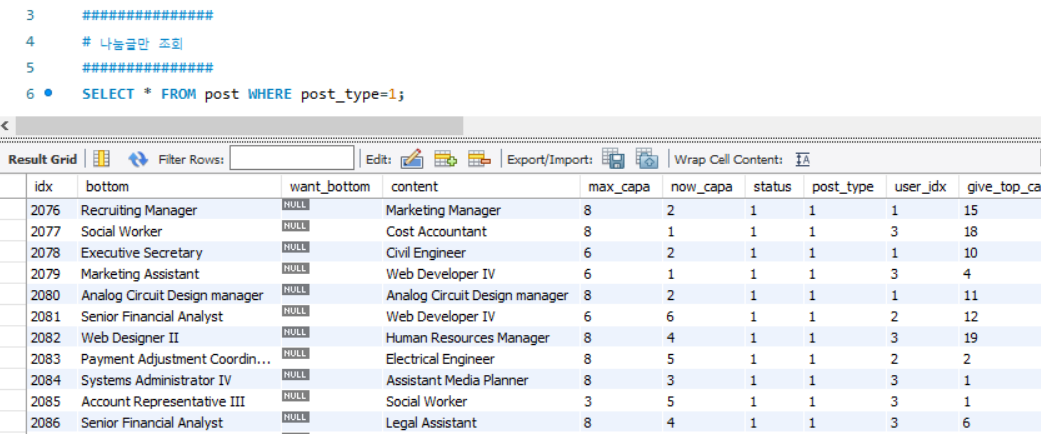 3 ###############
4 # 나눔글만 조회
5 ###############
6 SELECT * FROM post WHERE post_type=1;
Result Grid Filter Rows: Edit: Export/Import: Wrap Cell Content:
idx bottom want_bottom content max_capa now_capa status post_type user_idx give_top_ca
2076 Recruiting Manager NULL Marketing Manager 8 2 1 1 1 15
2077 Social Worker NULL Cost Accountant 8 1 1 1 3 18
2078 Executive Secretary NULL Civil Engineer 6 2 1 1 1 10
2079 Marketing Assistant NULL Web Developer IV 6 1 1 1 3 4
2080 Analog Circuit Design manager NULL Analog Circuit Design manager 8 2 1 1 1 11
2081 Senior Financial Analyst NULL Web Developer IV 6 6 1 1 2 12
2082 Web Designer II NULL Human Resources Manager 8 4 1 1 3 19
2083 Payment Adjustment Coordin... NULL Electrical Engineer 8 5 1 1 2 2
2084 Systems Administrator IV NULL Assistant Media Planner 8 3 1 1 3 1
2085 Account Representative III NULL Social Worker 3 5 1 1 3 1
2086 Senior Financial Analyst NULL Legal Assistant 8 4 1 1 3 6